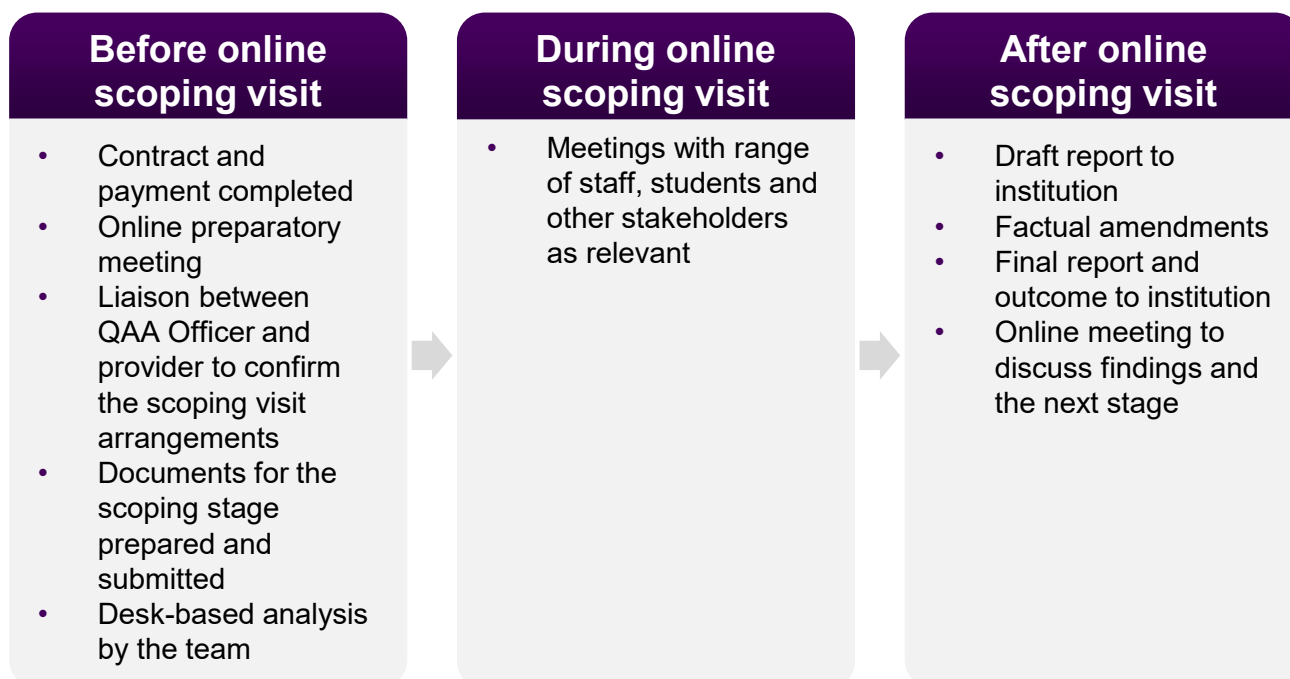 Before online
scoping visit
• Contract and
payment completed
• Online preparatory
meeting
• Liaison between
QAA Officer and
provider to confirm
the scoping visit
arrangements
• Documents for the
scoping stage
prepared and
submitted
• Desk-based analysis
by the team
During online
scoping visit
• Meetings with range
of staff, students and
other stakeholders
as relevant
After online
scoping visit
• Draft report to
institution
• Factual amendments
• Final report and
outcome to institution
• Online meeting to
discuss findings and
the next stage